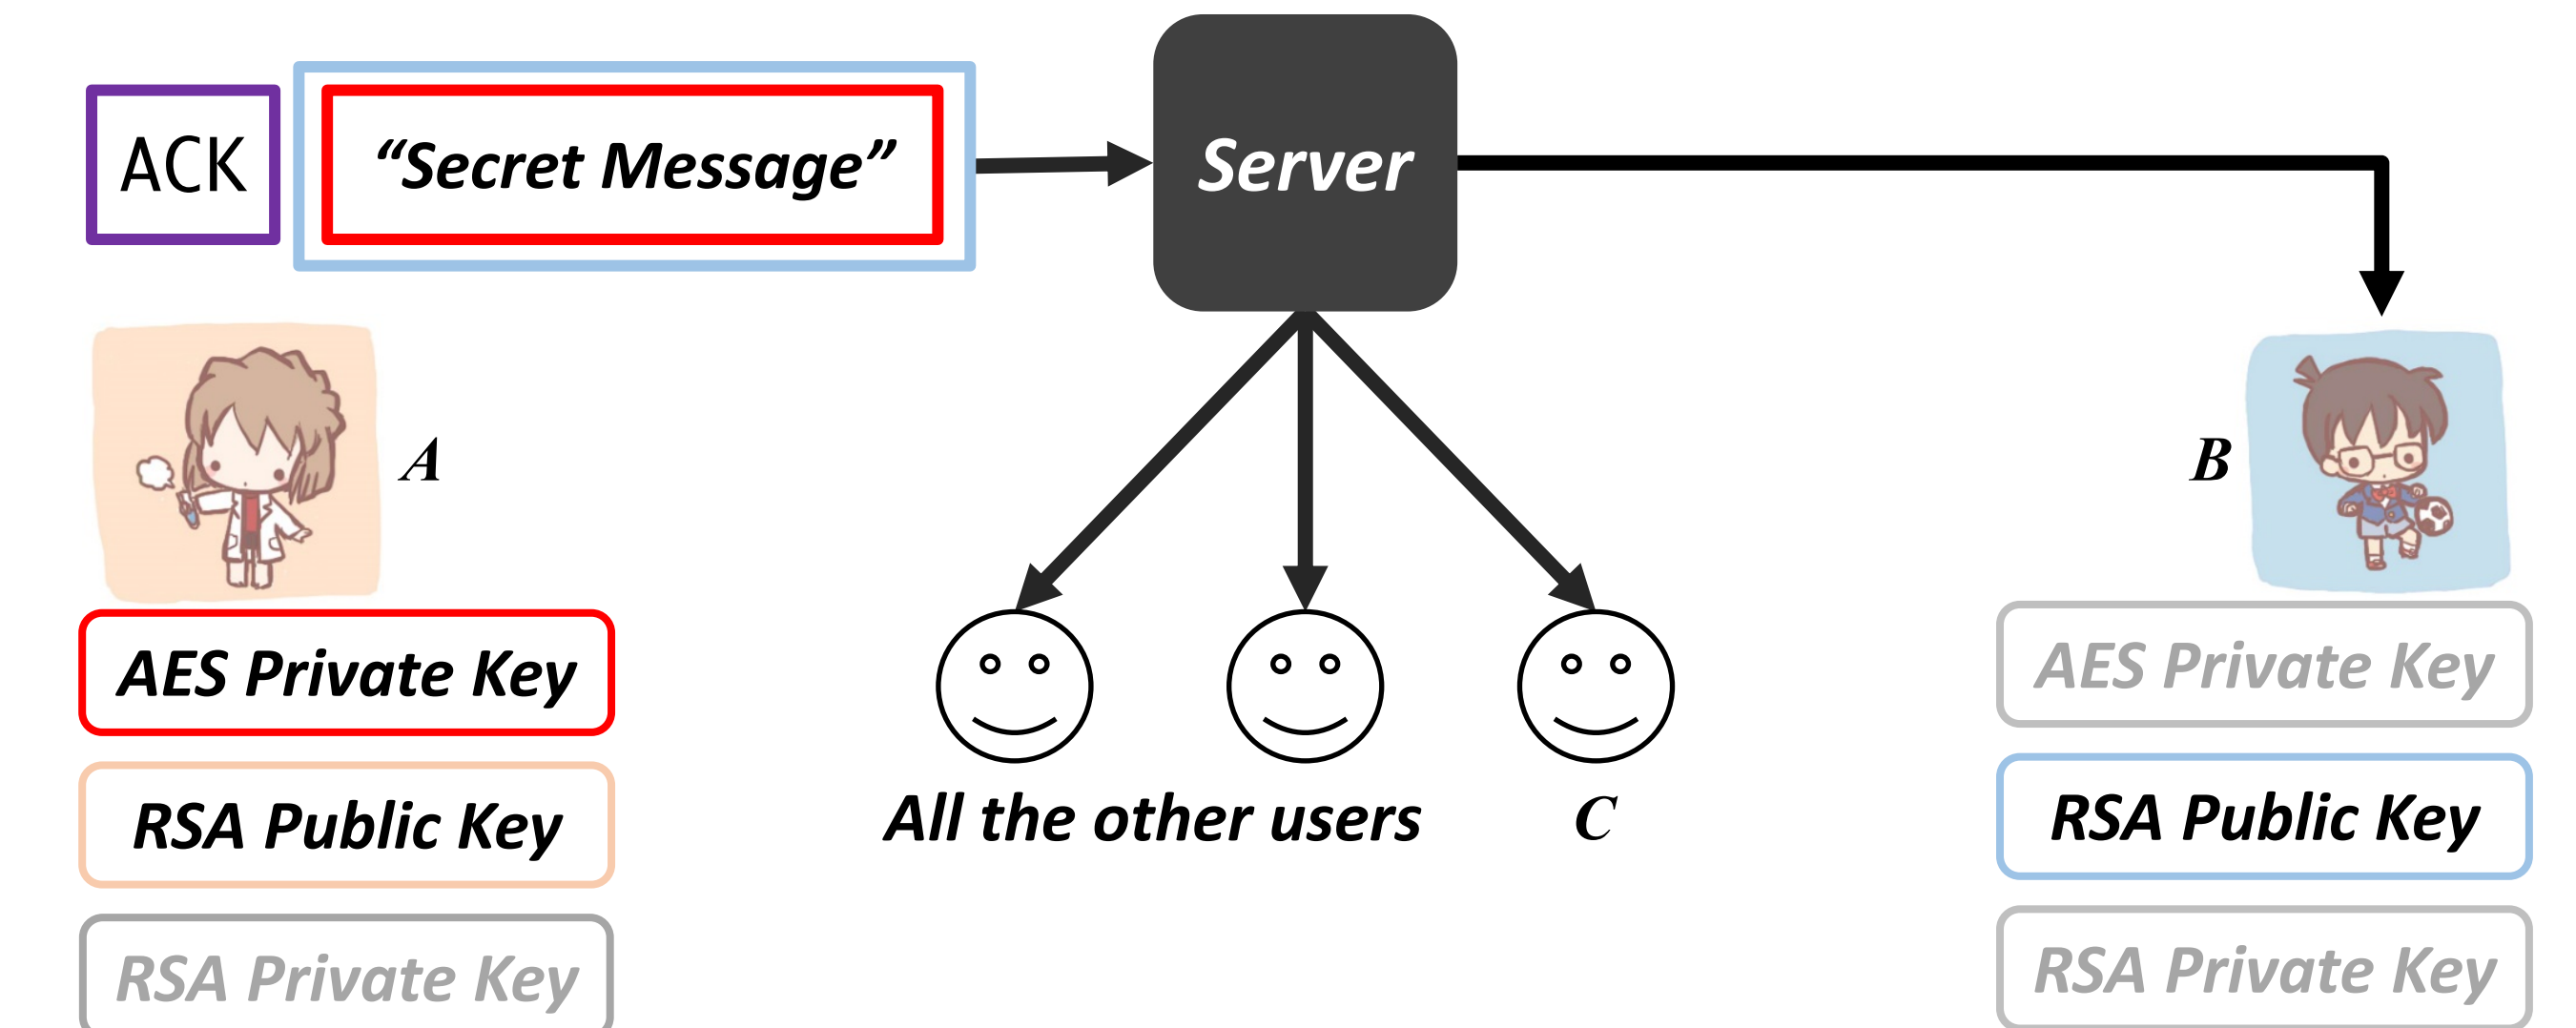 ACK
“Secret Message”
Server
A
B
AES Private Key
RSA Public Key
RSA Private Key
All the other users
C
AES Private Key
RSA Public Key
RSA Private Key